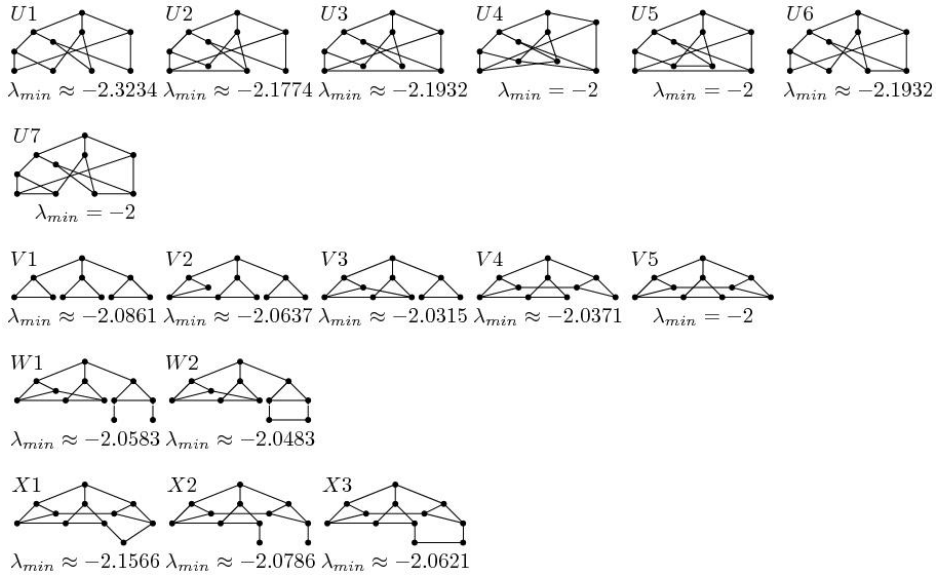 U1 U2 U3 U4 U5 U6
λmin ≈ −2.3234 λmin ≈ −2.1774 λmin ≈ −2.1932 λmin = −2 λmin = −2 λmin ≈ −2.1932
U7
λmin = −2
V1 V2 V3 V4 V5
λmin ≈ −2.0861 λmin ≈ −2.0637 λmin ≈ −2.0315 λmin ≈ −2.0371 λmin = −2
W1 W2
λmin ≈ −2.0583 λmin ≈ −2.0483
X1 X2 X3
λmin ≈ −2.1566 λmin ≈ −2.0786 λmin ≈ −2.0621